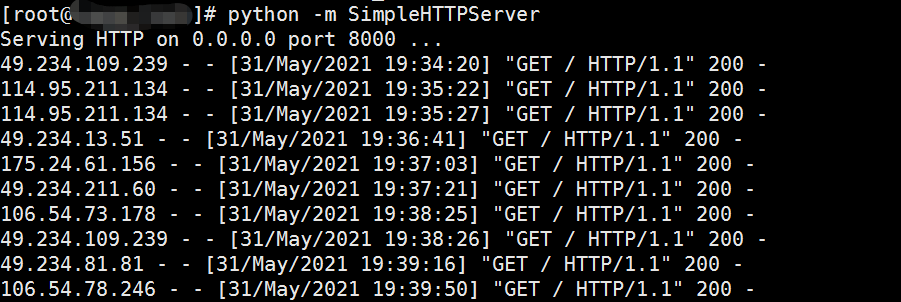 [root@ ]# python -m SimpleHTTPServer
Serving HTTP on 0.0.0.0 port 8000 ...
49.234.109.239 - - [31/May/2021 19:34:20] "GET / HTTP/1.1" 200 -
114.95.211.134 - - [31/May/2021 19:35:22] "GET / HTTP/1.1" 200 -
114.95.211.134 - - [31/May/2021 19:35:27] "GET / HTTP/1.1" 200 -
49.234.13.51 - - [31/May/2021 19:36:41] "GET / HTTP/1.1" 200 -
175.24.61.156 - - [31/May/2021 19:37:03] "GET / HTTP/1.1" 200 -
49.234.211.60 - - [31/May/2021 19:37:21] "GET / HTTP/1.1" 200 -
106.54.73.178 - - [31/May/2021 19:38:25] "GET / HTTP/1.1" 200 -
49.234.109.239 - - [31/May/2021 19:38:26] "GET / HTTP/1.1" 200 -
49.234.81.81 - - [31/May/2021 19:39:16] "GET / HTTP/1.1" 200 -
106.54.78.246 - - [31/May/2021 19:39:50] "GET / HTTP/1.1" 200 -